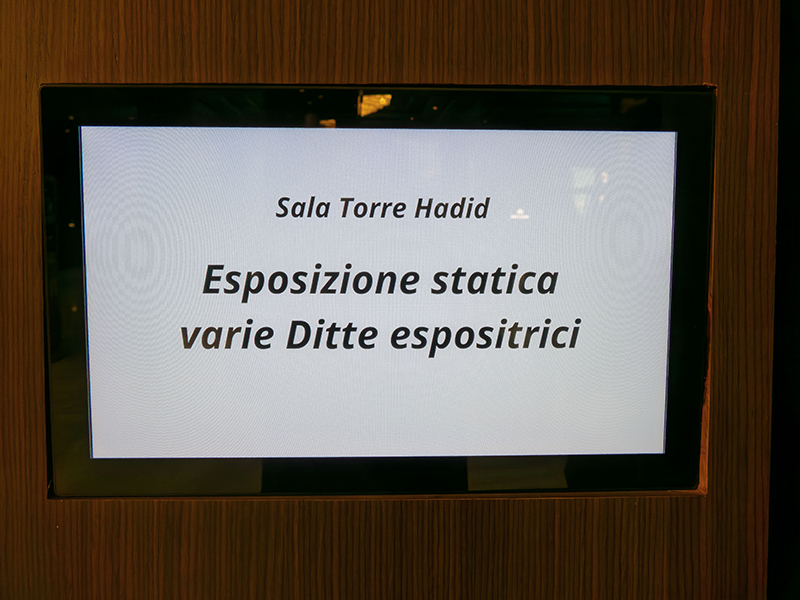 Sala Torre Hadid
Esposizione statica
varie Ditte espositrici